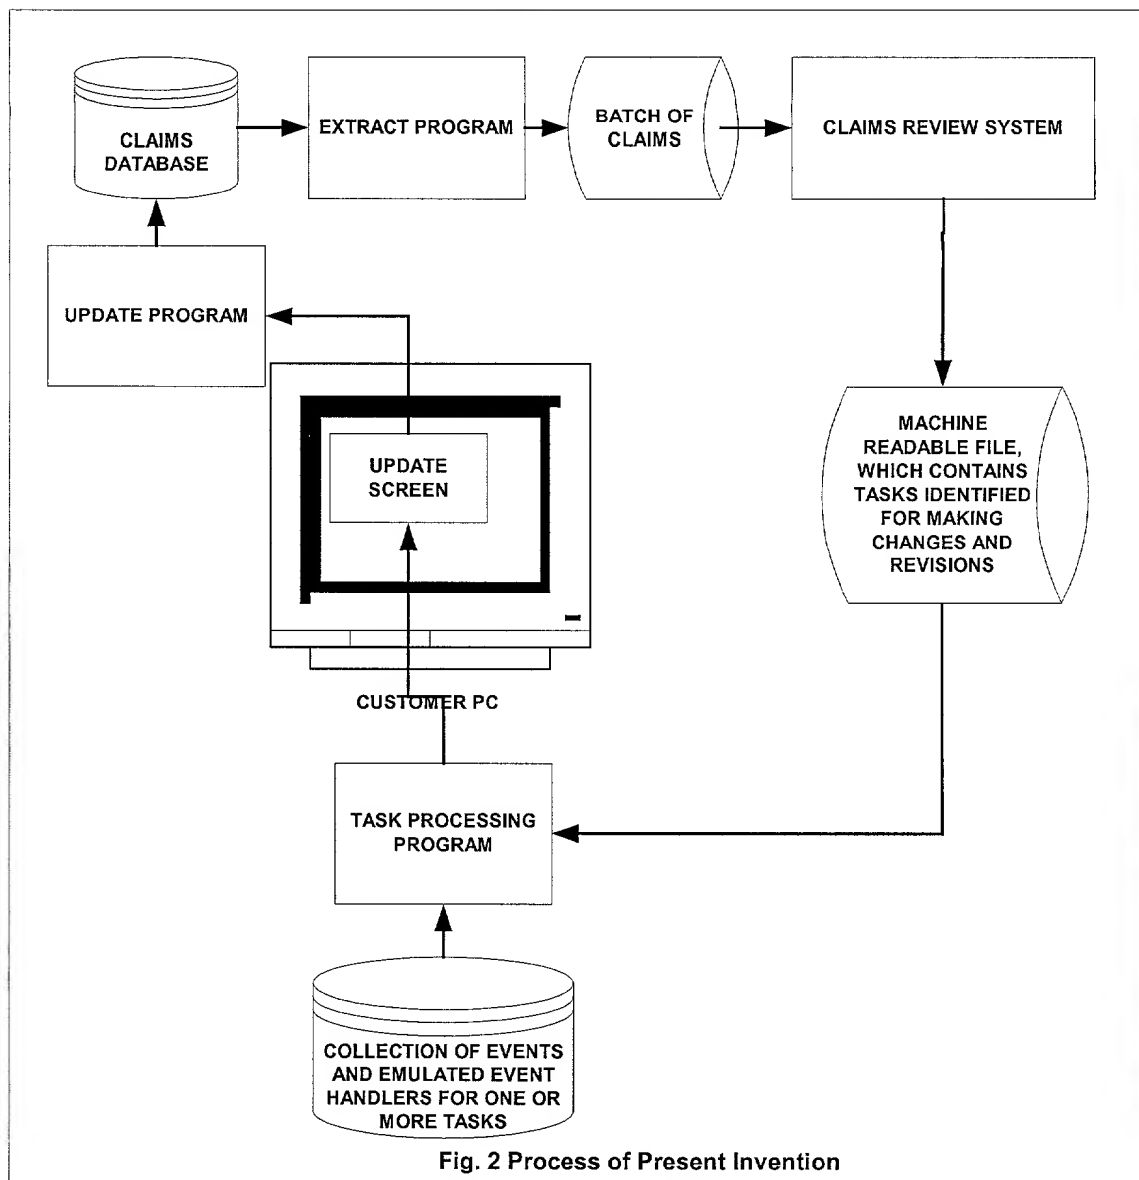 CLAIMS
DATABASE
EXTRACT PROGRAM
BATCH OF
CLAIMS
CLAIMS REVIEW SYSTEM
UPDATE PROGRAM
UPDATE
SCREEN
MACHINE
READABLE FILE,
WHICH CONTAINS
TASKS IDENTIFIED
FOR MAKING
CHANGES AND
REVISIONS
CUSTOMER PC
TASK PROCESSING
PROGRAM
COLLECTION OF EVENTS
AND EMULATED EVENT
HANDLERS FOR ONE OR
MORE TASKS
Fig. 2 Process of Present Invention